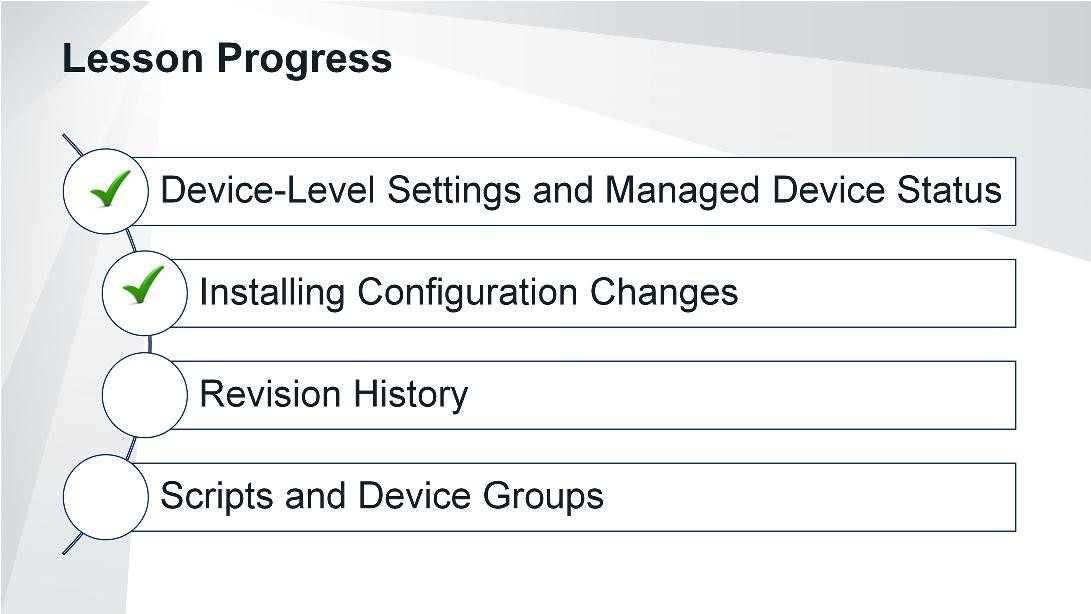 Lesson Progress
Device-Level Settings and Managed Device Status
Installing Configuration Changes
Revision History
Scripts and Device Groups